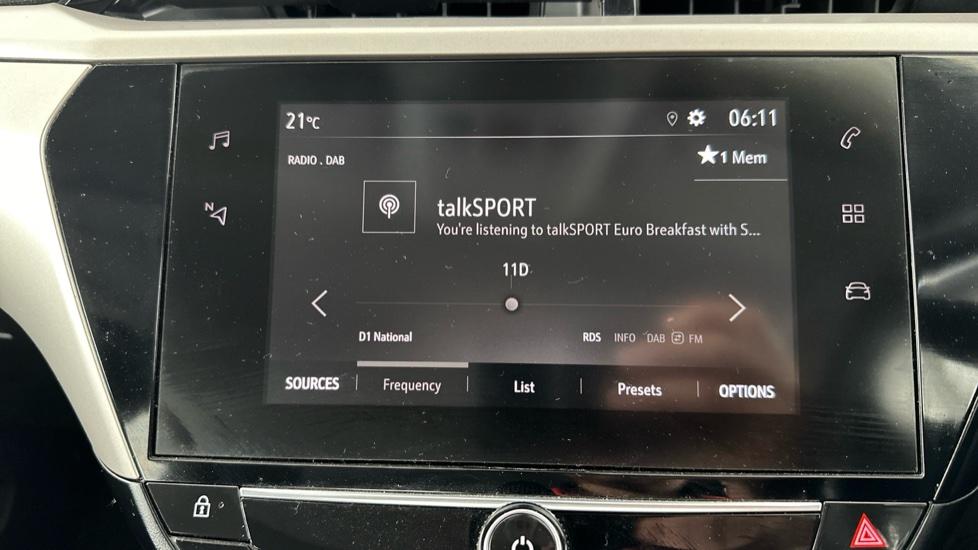 21°C 06:11
RADIO . DAB ★1 Mem
talkSPORT
You're listening to talkSPORT Euro Breakfast with S...
11D
N
D1 National RDS INFO DAB FM
SOURCES Frequency List Presets OPTIONS